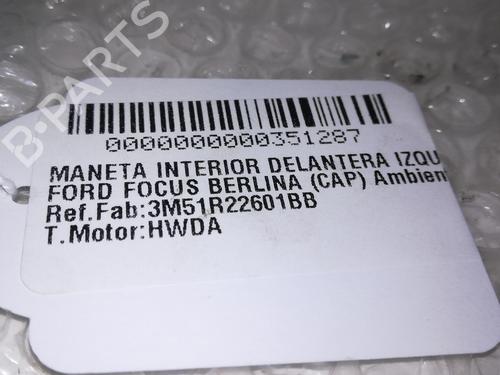 B-PARTS
0000000000351287
MANETA INTERIOR DELANTERA IZQU
FORD FOCUS BERLINA (CAP) Ambien
Ref.Fab:3M51R22601BB
T.Motor:HWDA